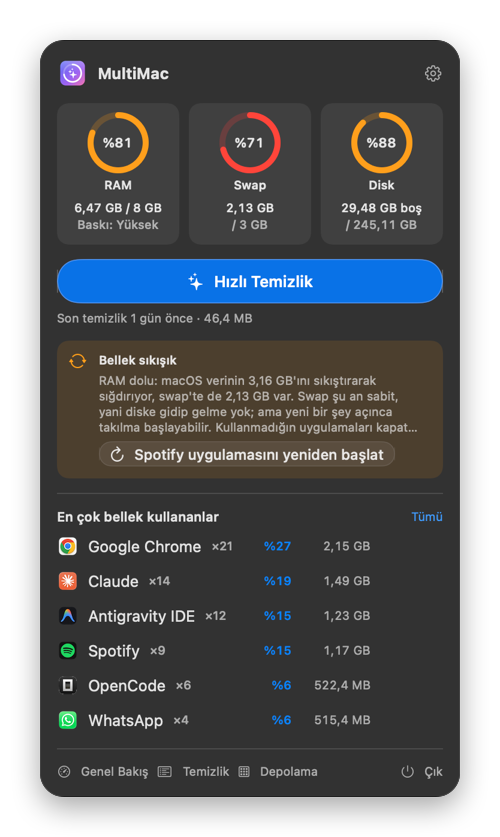 MultiMac
%81
%71
%88
RAM
Swap
Disk
6,47 GB / 8 GB
2,13 GB
29,48 GB boş
Baskı: Yüksek
/ 3 GB
/ 245,11 GB
Hızlı Temizlik
Son temizlik 1 gün önce · 46,4 MB
Bellek sıkışık
RAM dolu: macOS verinin 3,16 GB'ını sıkıştırarak
sığdırıyor, swap'te de 2,13 GB var. Swap şu an sabit,
yani diske gidip gelme yok; ama yeni bir şey açınca
takılma başlayabilir. Kullanmadığın uygulamaları kapat...
Spotify uygulamasını yeniden başlat
En çok bellek kullananlar Tümü
Google Chrome ×21 %27 2,15 GB
Claude ×14 %19 1,49 GB
Antigravity IDE ×12 %15 1,23 GB
Spotify ×9 %15 1,17 GB
OpenCode ×6 %6 522,4 MB
WhatsApp ×4 %6 515,4 MB
Genel Bakış Temizlik Depolama Çık